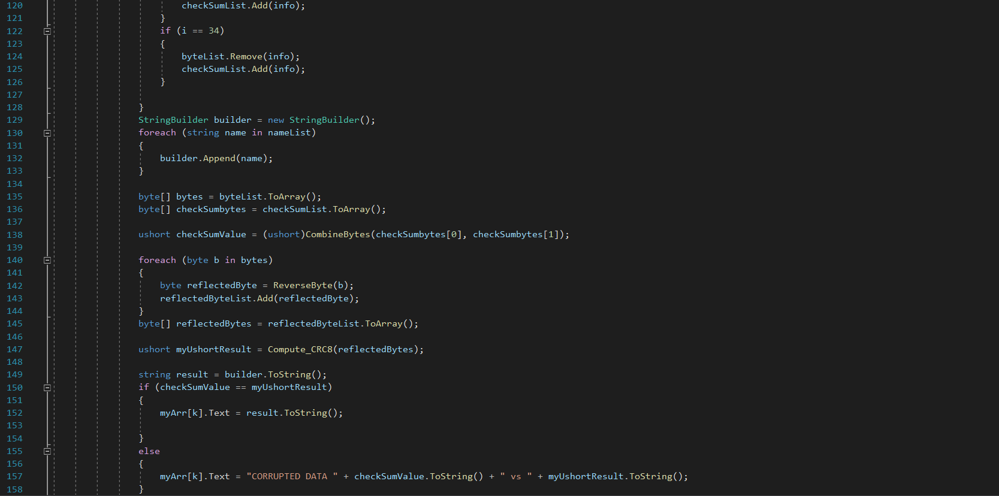 120 checkSumList.Add(info);
121 }
122 if (i == 34)
123 {
124 byteList.Remove(info);
125 checkSumList.Add(info);
126 }
127
128 }
129 StringBuilder builder = new StringBuilder();
130 foreach (string name in nameList)
131 {
132 builder.Append(name);
133 }
134
135 byte[] bytes = byteList.ToArray();
136 byte[] checkSumbytes = checkSumList.ToArray();
137
138 ushort checkSumValue = (ushort)CombineBytes(checkSumbytes[0], checkSumbytes[1]);
139
140 foreach (byte b in bytes)
141 {
142 byte reflectedByte = ReverseByte(b);
143 reflectedByteList.Add(reflectedByte);
144 }
145 byte[] reflectedBytes = reflectedByteList.ToArray();
146
147 ushort myUshortResult = Compute_CRC8(reflectedBytes);
148
149 string result = builder.ToString();
150 if (checkSumValue == myUshortResult)
151 {
152 myArr[k].Text = result.ToString();
153
154 }
155 else
156 {
157 myArr[k].Text = "CORRUPTED DATA " + checkSumValue.ToString() + " vs " + myUshortResult.ToString();
158 }